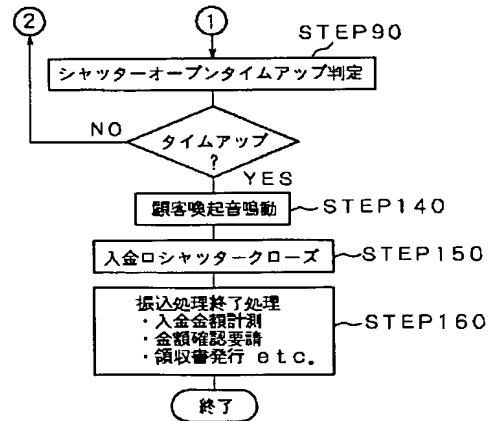 ② ①
STEP90
シャッターオープンタイムアップ判定
NO
タイムアップ
?
YES
顧客喚起音鳴動
STEP140
入金口シャッタークローズ
STEP150
振込処理終了処理
・入金金額計測
・金額確認要請
・領収書発行 etc.
STEP160
終了